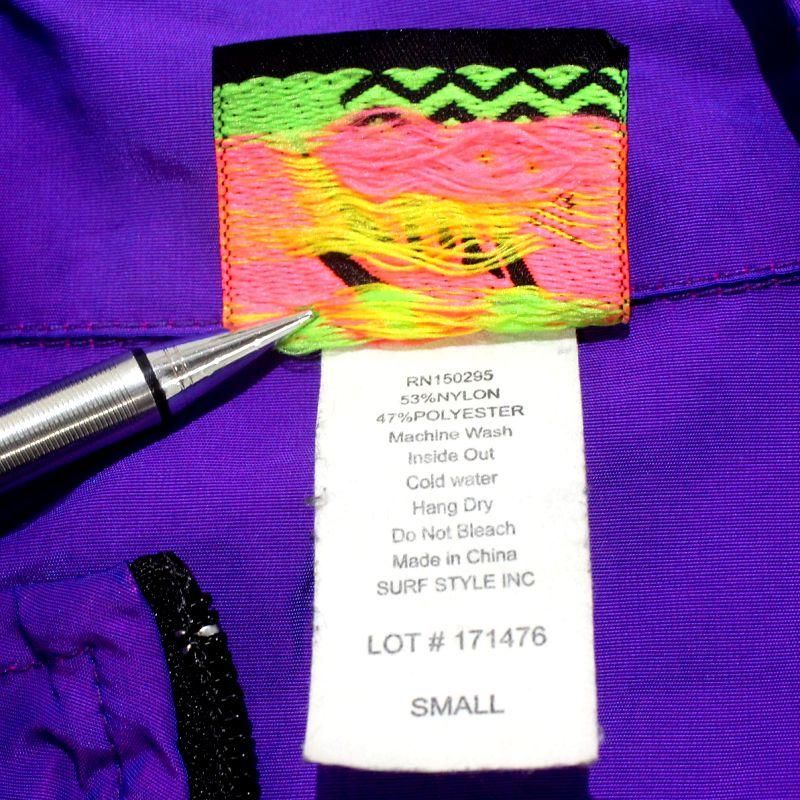 RN150295
53%NYLON
47%POLYESTER
Machine Wash
Inside Out
Cold water
Hang Dry
Do Not Bleach
Made in China
SURF STYLE INC
LOT # 171476
SMALL